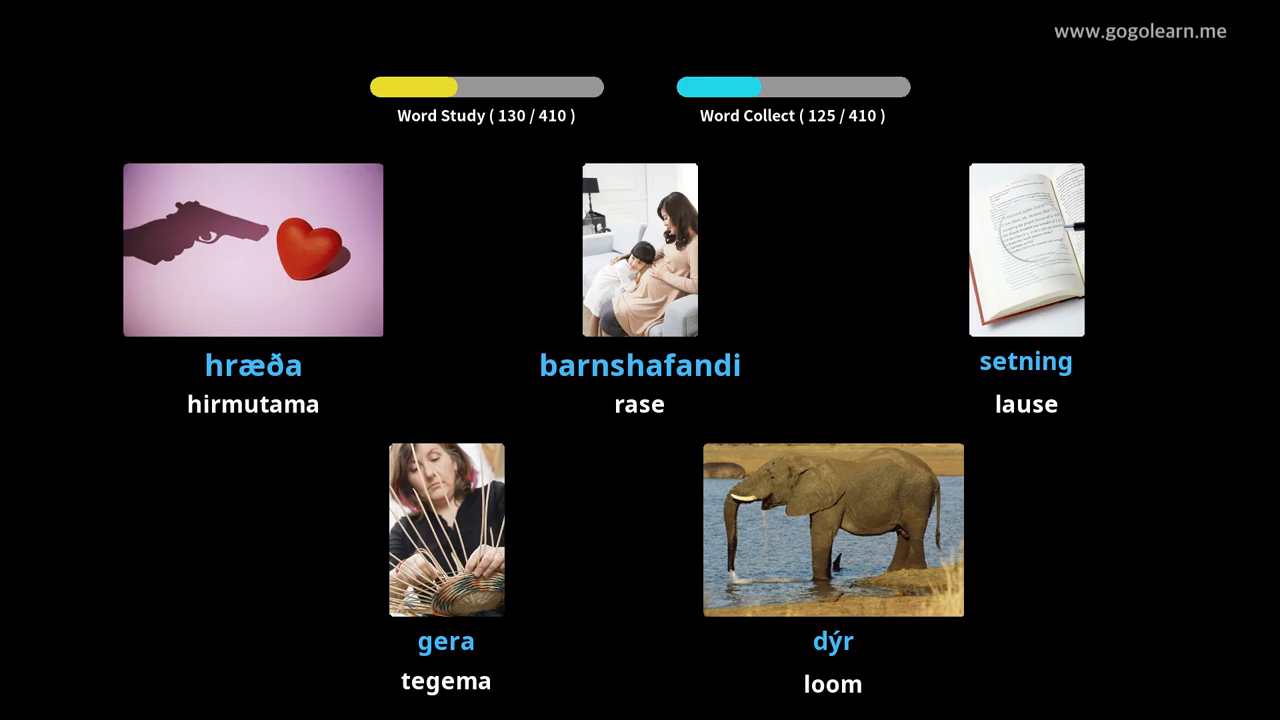 www.gogolearn.me
Word Study ( 130 / 410 )
Word Collect ( 125 / 410 )
hræða
barnshafandi
setning
hirmutama
rase
lause
gera
dýr
tegema
loom